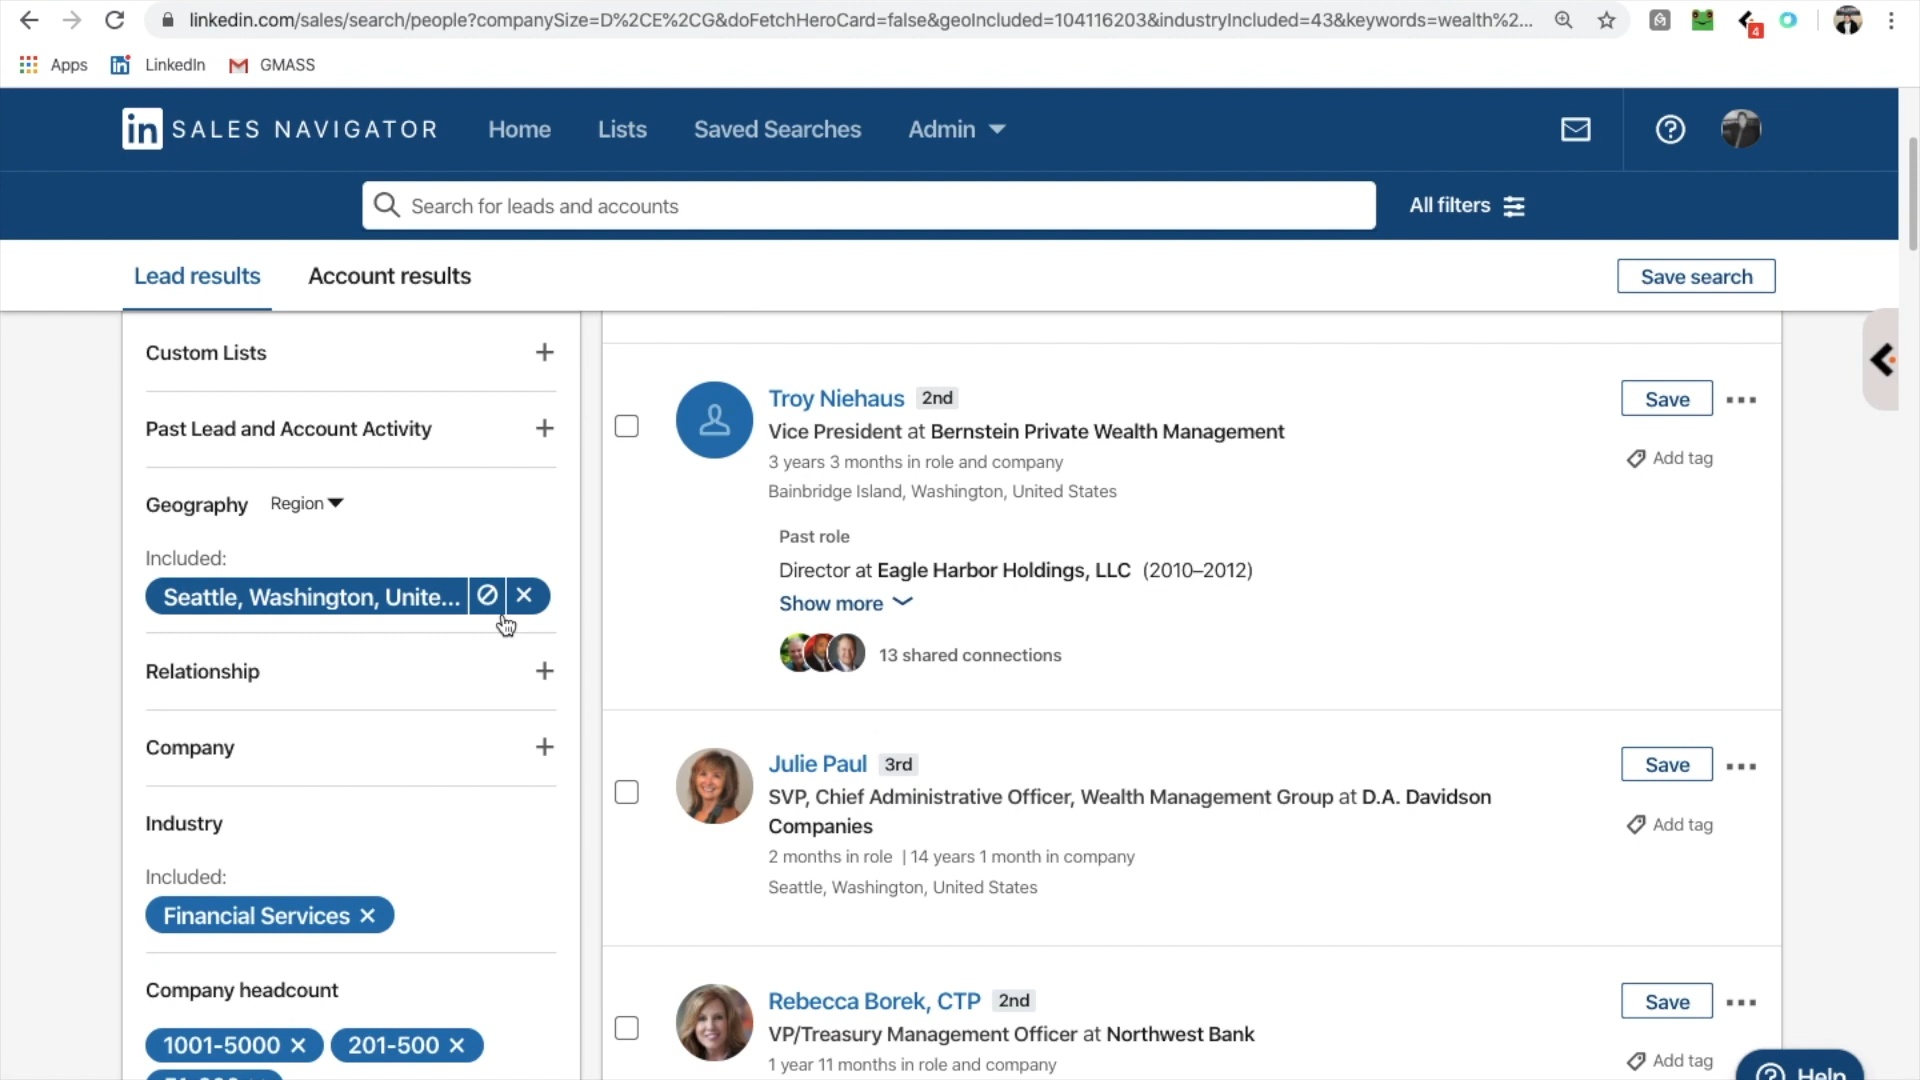 linkedin.com/sales/search/people?companySize=D%2CE%2CG&doFetchHeroCard=false&geoIncluded=104116203&industryIncluded=43&keywords=wealth%2...
4
Apps
LinkedIn
GMASS
in SALES NAVIGATOR
Home
Lists
Saved Searches
Admin
Search for leads and accounts
All filters
Lead results
Account results
Save search
Custom Lists
Past Lead and Account Activity
Geography Region
Included:
Seattle, Washington, Unite...
Relationship
Company
Industry
Included:
Financial Services
Company headcount
1001-5000
201-500
Troy Niehaus 2nd
Vice President at Bernstein Private Wealth Management
3 years 3 months in role and company
Bainbridge Island, Washington, United States
Past role
Director at Eagle Harbor Holdings, LLC (2010–2012)
Show more
13 shared connections
Save
Add tag
Julie Paul 3rd
SVP, Chief Administrative Officer, Wealth Management Group at D.A. Davidson
Companies
2 months in role | 14 years 1 month in company
Seattle, Washington, United States
Save
Add tag
Rebecca Borek, CTP 2nd
VP/Treasury Management Officer at Northwest Bank
1 year 11 months in role and company
Save
Add tag
Help